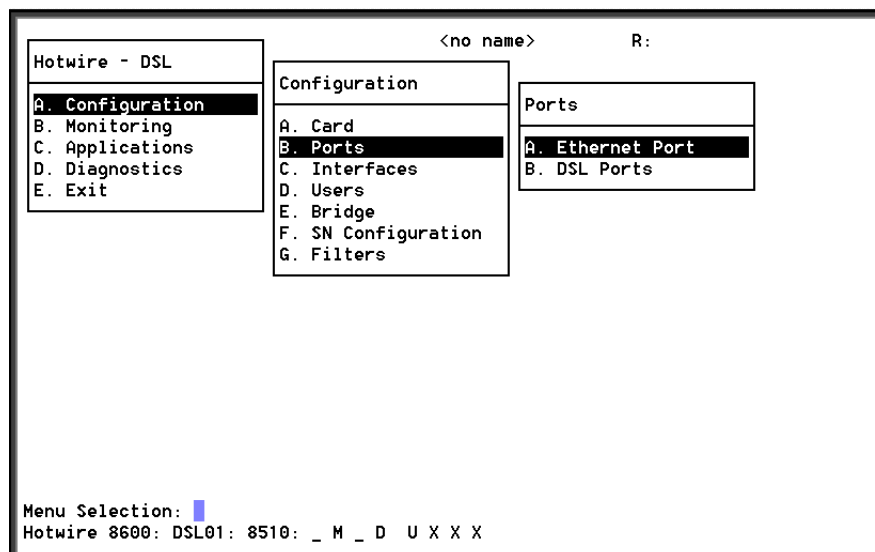 <no name> R:
Hotwire - DSL
A. Configuration
B. Monitoring
C. Applications
D. Diagnostics
E. Exit
Configuration
A. Card
B. Ports
C. Interfaces
D. Users
E. Bridge
F. SN Configuration
G. Filters
Ports
A. Ethernet Port
B. DSL Ports
Menu Selection:
Hotwire 8600: DSL01: 8510: _ M _ D U X X X